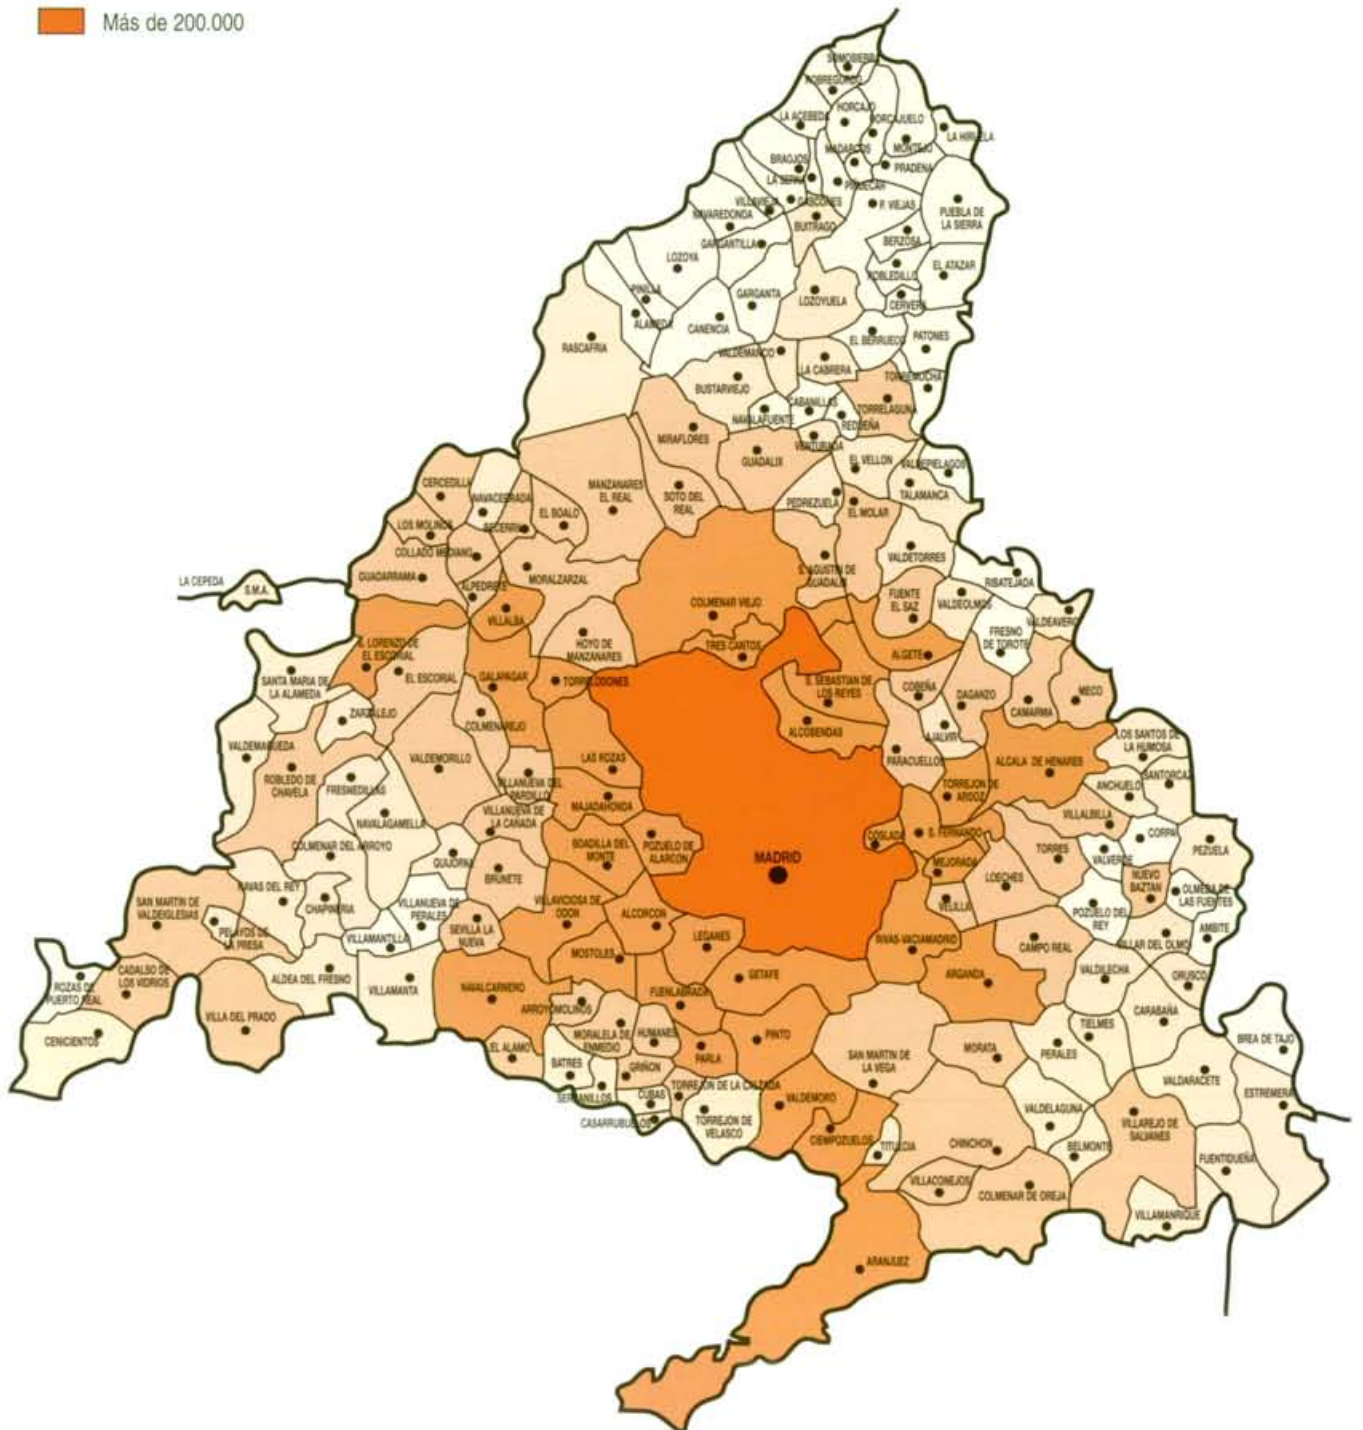 Más de 200.000
SOMOSIERRA
ROBREGORDO
LA ACEBEDA
HORCAJO
HORCAJUELO
LA HIRUELA
MONTEJO
MADARCOS
BRAOJOS
PRADENA
LA SERNA
PIÑUECAR
VILLAVIEJA
GASCONES
P. VIEJAS
PUEBLA DE
LA SIERRA
NAVAREDONDA
BUITRAGO
GARGANTILLA
BERZOSA
LOZOYA
EL ATAZAR
ROBLEDILLO
PINILLA
GARGANTA
LOZOYUELA
CERVERA
ALAMEDA
CANENCIA
EL BERRUECO
PATONES
RASCAFRIA
VALDEMANCO
LA CABRERA
BUSTARVIEJO
TORREMOCHA
CABANILLAS
NAVALAFUENTE
REDUEÑA
TORRELAGUNA
MIRAFLORES
VENTURADA
GUADALIX
EL VELLON
VALDEPIELAGOS
CERCEDILLA
NAVACERRADA
MANZANARES
EL REAL
SOTO DEL
REAL
PEDREZUELA
TALAMANCA
EL MOLAR
EL BOALO
LOS MOLINOS
BECERRIL
COLLADO MEDIANO
VALDETORRES
GUADARRAMA
MORALZARZAL
S. AGUSTIN DE
GUADALIX
RIBATEJADA
LA CEPEDA
S.M.A.
ALPEDRETE
FUENTE
EL SAZ
VALDEOLMOS
COLMENAR VIEJO
VILLALBA
VALDEAVERO
FRESNO
DE TOROTE
HOYO DE
MANZANARES
TRES CANTOS
S. LORENZO DE
EL ESCORIAL
ALGETE
EL ESCORIAL
SANTA MARIA DE
LA ALAMEDA
GALAPAGAR
TORRELODONES
S. SEBASTIAN DE
LOS REYES
COBEÑA
DAGANZO
MECO
CAMARMA
ZARZALEJO
COLMENAREJO
ALCOBENDAS
AJALVIR
LOS SANTOS DE
LA HUMOSA
VALDEMAQUEDA
VALDEMORILLO
LAS ROZAS
PARACUELLOS
ALCALA DE HENARES
ROBLEDO DE
CHAVELA
FRESNEDILLAS
VILLANUEVA DEL
PARDILLO
TORREJON DE
ARDOZ
ANCHUELO
SANTORCAZ
MAJADAHONDA
NAVALAGAMELLA
VILLANUEVA DE
LA CAÑADA
VILLALBILLA
COSLADA
S. FERNANDO
CORPA
COLMENAR DEL ARROYO
BOADILLA DEL
MONTE
POZUELO DE
ALARCON
TORRES
PEZUELA
QUIJORNA
MADRID
MEJORADA
VALVERDE
BRUNETE
LOECHES
NUEVO
BAZTAN
NAVAS DEL REY
OLMEDA DE
LAS FUENTES
SAN MARTIN DE
VALDEIGLESIAS
CHAPINERIA
VILLANUEVA DE
PERALES
VILLAVICIOSA DE
ODON
VELILLA
POZUELO DEL
REY
PELAYOS DE
LA PRESA
SEVILLA LA
NUEVA
ALCORCON
AMBITE
VILLAMANTILLA
LEGANES
RIVAS-VACIAMADRID
CAMPO REAL
VILLAR DEL OLMO
MOSTOLES
CADALSO DE
LOS VIDRIOS
ROZAS DE
PUERTO REAL
ALDEA DEL FRESNO
VILLAMANTA
NAVALCARNERO
GETAFE
ARGANDA
VALDILECHA
ORUSCO
FUENLABRADA
ARROYOMOLINOS
VILLA DEL PRADO
CARABAÑA
TIELMES
MORALELA DE
ENMEDIO
HUMANES
PINTO
CENICIENTOS
EL ALAMO
PARLA
SAN MARTIN DE
LA VEGA
MORATA
PERALES
BREA DE TAJO
BATRES
GRIÑON
TORREJON DE LA CALZADA
VALDARACETE
SERRANILLOS
CUBAS
VALDEMORO
ESTREMERA
CASARRUBUELOS
TORREJON DE
VELASCO
VALDELAGUNA
VILLAREJO DE
SALVANES
CIEMPOZUELOS
TITULCIA
CHINCHON
BELMONTE
FUENTIDUEÑA
VILLACONEJOS
COLMENAR DE OREJA
VILLAMANRIQUE
ARANJUEZ